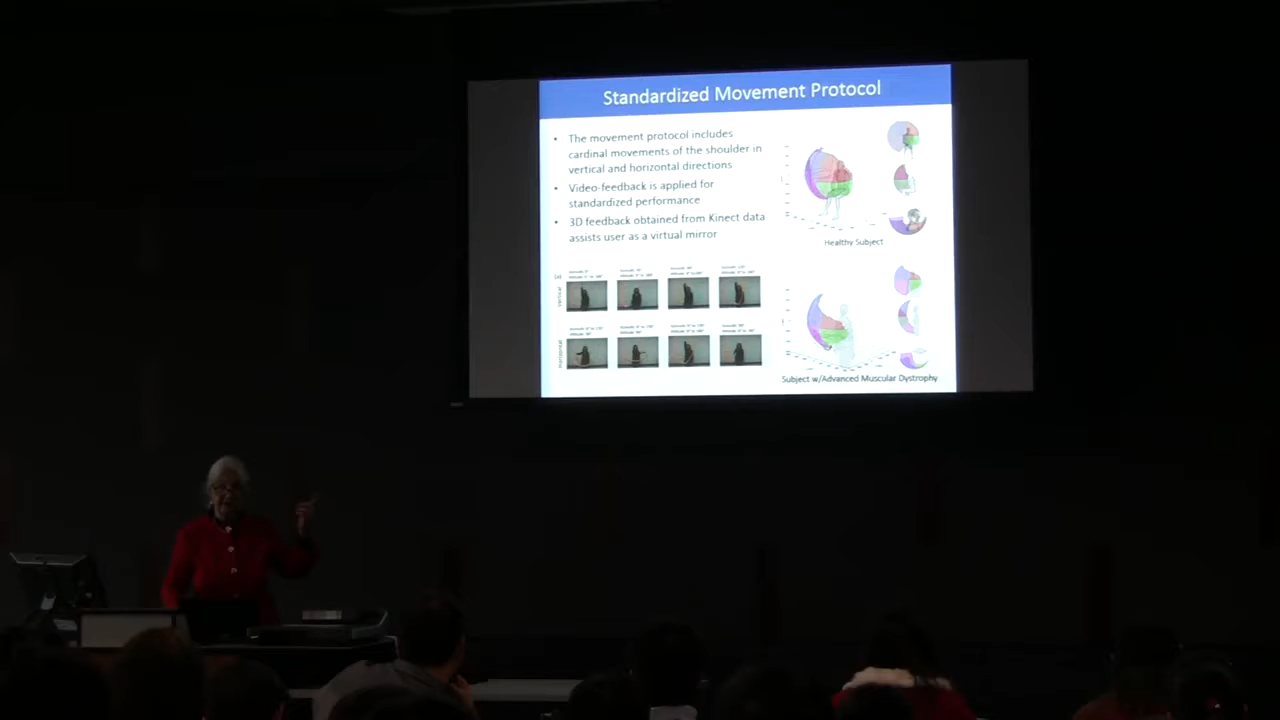 Standardized Movement Protocol
• The movement protocol includes
cardinal movements of the shoulder in
vertical and horizontal directions
• Video-feedback is applied for
standardized performance
• 3D feedback obtained from Kinect data
assists user as a virtual mirror
Healthy Subject
Vertical
Horizontal
Subject w/Advanced Muscular Dystrophy